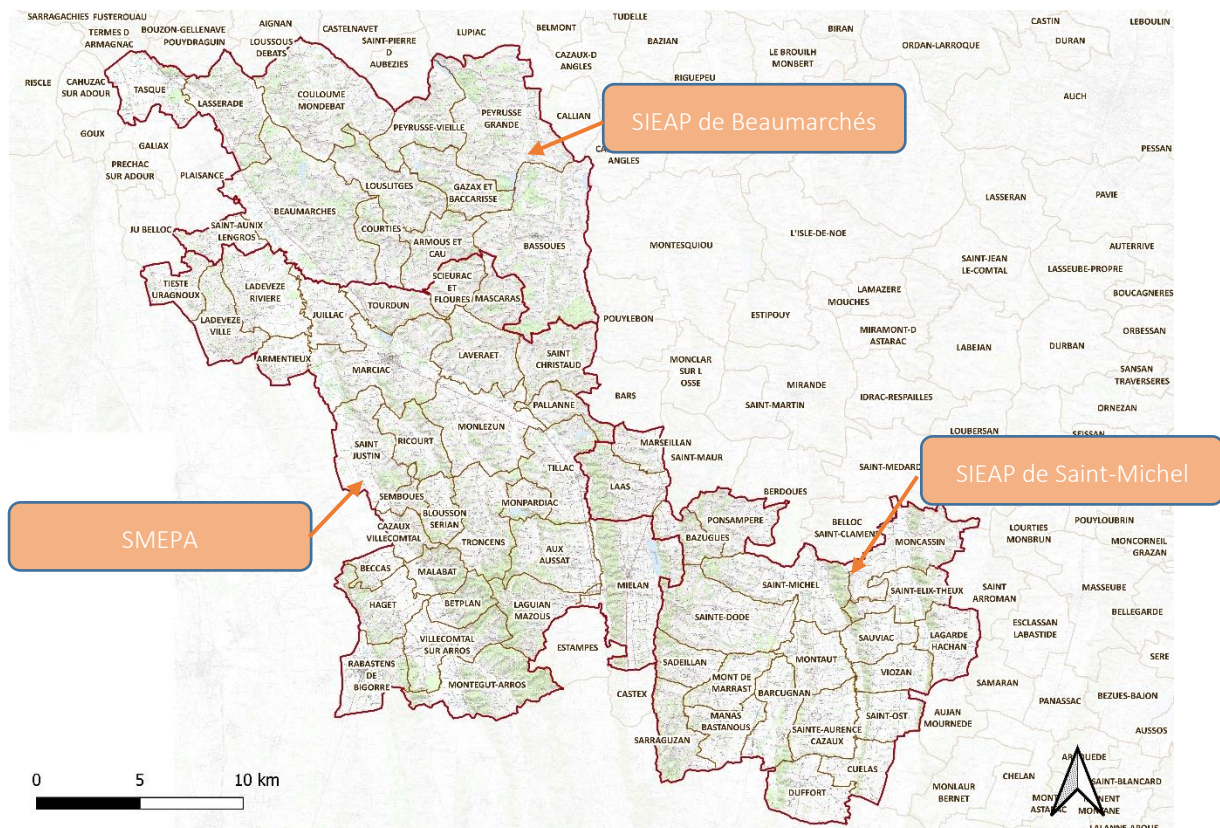 SARRAGACHIES
FUSTEROUAU
AIGNAN
CASTELNAVET
LUPIAC
BELMONT
TUDELLE
BIRAN
CASTIN
LEBOULIN
TERMES D
ARMAGNAC
BOUZON-GELLENAVE
POUYDRAGUIN
LOUSSOUS
DEBATS
SAINT-PIERRE
D
AUBEZIES
CAZAUX-D
ANGLES
BAZIAN
LE BROUILH
MONBERT
ORDAN-LARROQUE
DURAN
RISCLE
CAHUZAC
SUR ADOUR
TASQUE
LASSERADE
COULOUME
MONDEBAT
PEYRUSSE-VIEILLE
PEYRUSSE
GRANDE
CALLIAN
RIGUEPEU
AUCH
SIEAP de Beaumarchés
GOUX
GALIAX
PRECHAC
SUR ADOUR
PLAISANCE
ANGLES
PESSAN
LOUSLITGES
GAZAX ET
BACCARISSE
LASSERAN
PAVIE
BEAUMARCHES
COURTIES
ARMOUS ET
CAU
BASSOUES
MONTESQUIOU
L'ISLE-DE-NOE
JU BELLOC
SAINT-AUNIX
LENGROS
SAINT-JEAN
LE-COMTAL
AUTERRIVE
LASSEUBE-PROPRE
TIESTE
URAGNOUX
LADEVEZE
RIVIERE
SCIEURAC
ET
FLOURES
MASCARAS
LAMAZERE
MOUCHES
BOUCAGNERES
LADEVEZE
VILLE
JUILLAC
TOURDUN
POUYLEBON
ESTIPOUY
MIRAMONT-D
ASTARAC
LABEJAN
DURBAN
ORBESSAN
ARMENTIEUX
MARCIAC
LAVERAET
SAINT
CHRISTAUD
MONCLAR
SUR L
OSSE
MIRANDE
SANSAN
TRAVERSERES
PALLANNE
BARS
SAINT-MARTIN
IDRAC-RESPAILLES
ORNEZAN
SAINT
JUSTIN
RICOURT
MONLEZUN
MARSEILLAN
SAINT-MAUR
LOUBERSAN
SEISSAN
TILLAC
LAAS
SAINT-MEDARD
SIEAP de Saint-Michel
SEMBOUES
MONPARDIAC
BERDOUES
SMEPA
CAZAUX
VILLECOMTAL
BLOUSSON
SERIAN
PONSAMPERE
BELLOC
SAINT-CLAMENS
LOURTIES
MONBRUN
POUYLOUBRIN
TRONCENS
AUX
AUSSAT
BAZUGUES
MONCASSIN
MONCORNEIL
GRAZAN
BECCAS
MALABAT
MIELAN
SAINT-MICHEL
SAINT-ELIX-THEUX
SAINT
ARROMAN
MASSEUBE
HAGET
BETPLAN
LAGUIAN
MAZOUS
SAINTE-DODE
BELLEGARDE
ESCLASSAN
LABASTIDE
VILLECOMTAL
SUR ARROS
ESTAMPES
SAUVIAC
LAGARDE
HACHAN
SERE
RABASTENS
DE
BIGORRE
SADEILLAN
MONTAUT
VIOZAN
MONTEGUT-ARROS
CASTEX
MONT DE
MARRAST
BARCUGNAN
SAMARAN
PANASSAC
BEZUES-BAJON
MANAS
BASTANOUS
SAINT-OST
AUJAN
MOURNEDE
SARRAGUZAN
SAINTE-AURENCE
CAZAUX
AUSSOS
CUELAS
DUFFORT
MONLAUR
BERNET
CHELAN
SAINT-BLANCARD
0 5 10 km